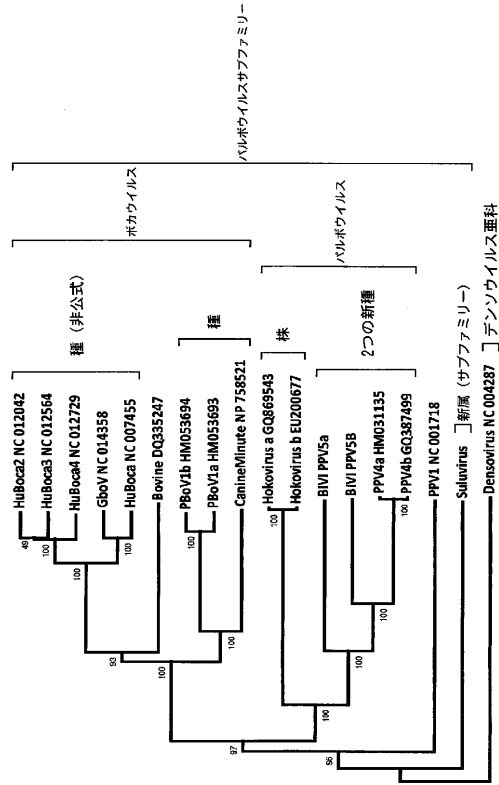 HuBoca2 NC 012042
HuBoca3 NC 012564
HuBoca4 NC 012729
GboV NC 014358
HuBoca NC 007455
Bovine DQ335247
PBoV1b HM053694
PBoV1a HM053693
CanineMinute NP 758521
Hokovirus a GQ869543
Hokovirus b EU200677
BIVI PPV5a
BIVI PPV5B
PPV4a HM031135
PPV4b GQ387499
PPV1 NC 001718
Suluvirus
Densovirus NC 004287
種(非公式)
種
株
2つの新種
新属(サブファミリー)
デンソウイルス亜科
ボカウイルス
パルボウイルス
パルボウイルスサブファミリー
49
100
100
100
93
100
100
100
100
100
100
100
100
97
96